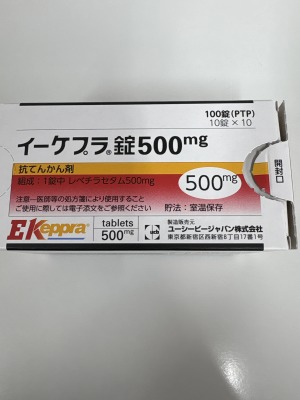 100錠(PTP)
10錠×10
イーケプラ®錠500mg
抗てんかん剤
組成:1錠中 レベチラセタム500mg
500mg
開封口
注意-医師等の処方箋により使用すること
ご使用に際しては電子添文をご参照ください
貯法:室温保存
E Keppra®
tablets
500mg
ucb
製造販売元
ユーシービージャパン株式会社
東京都新宿区西新宿8丁目17番1号